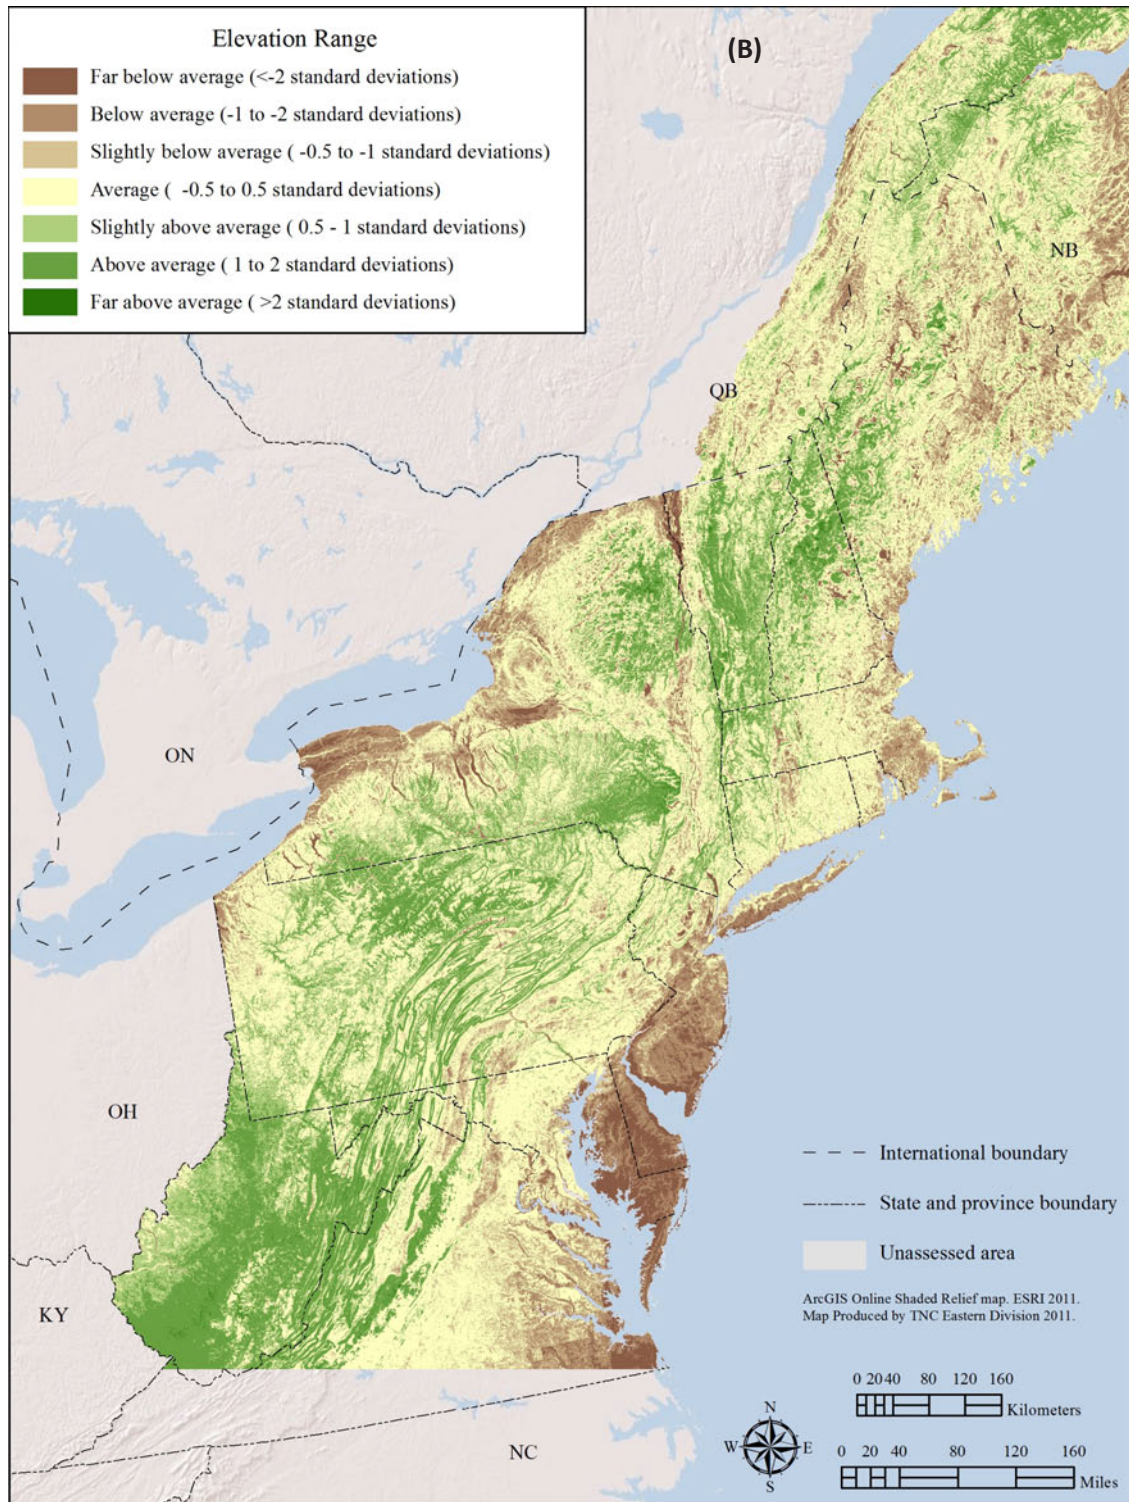 Elevation Range
(B)
Far below average (<-2 standard deviations)
Below average (-1 to -2 standard deviations)
Slightly below average ( -0.5 to -1 standard deviations)
Average ( -0.5 to 0.5 standard deviations)
Slightly above average ( 0.5 - 1 standard deviations)
Above average ( 1 to 2 standard deviations)
Far above average ( >2 standard deviations)
NB
QB
ON
OH
International boundary
State and province boundary
Unassessed area
ArcGIS Online Shaded Relief map. ESRI 2011.
Map Produced by TNC Eastern Division 2011.
KY
NC
0 20 40 80 120 160
Kilometers
N
W E
S
0 20 40 80 120 160
Miles